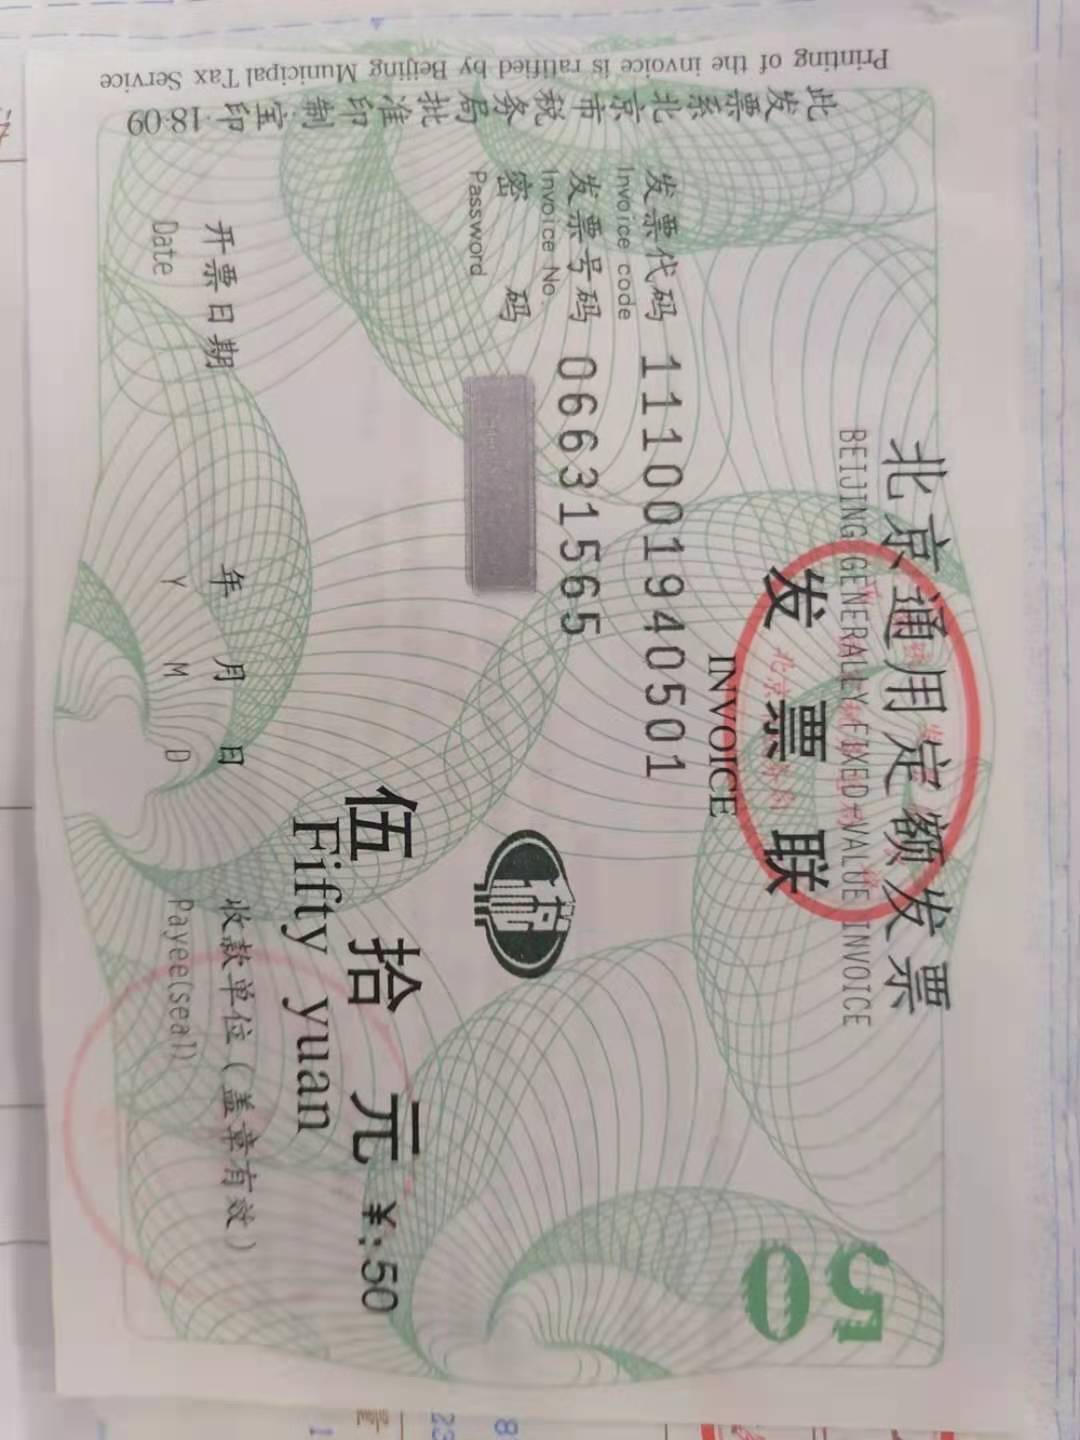 北京通用定额发票
BEIJING GENERALLY FIXED-VALUE INVOICE
发票联
INVOICE
50
发票代码 111001940501
Invoice code
发票号码 06631565
Invoice No.
密 码
Password
伍拾元 ¥:50
Fifty yuan
开票日期 年 月 日
Date Y M D
收款单位(盖章有效)
Payee(seal)
此发票系北京市税务局批准印制·宝印·18·09
Printing of the invoice is ratified by Beijing Municipal Tax Service